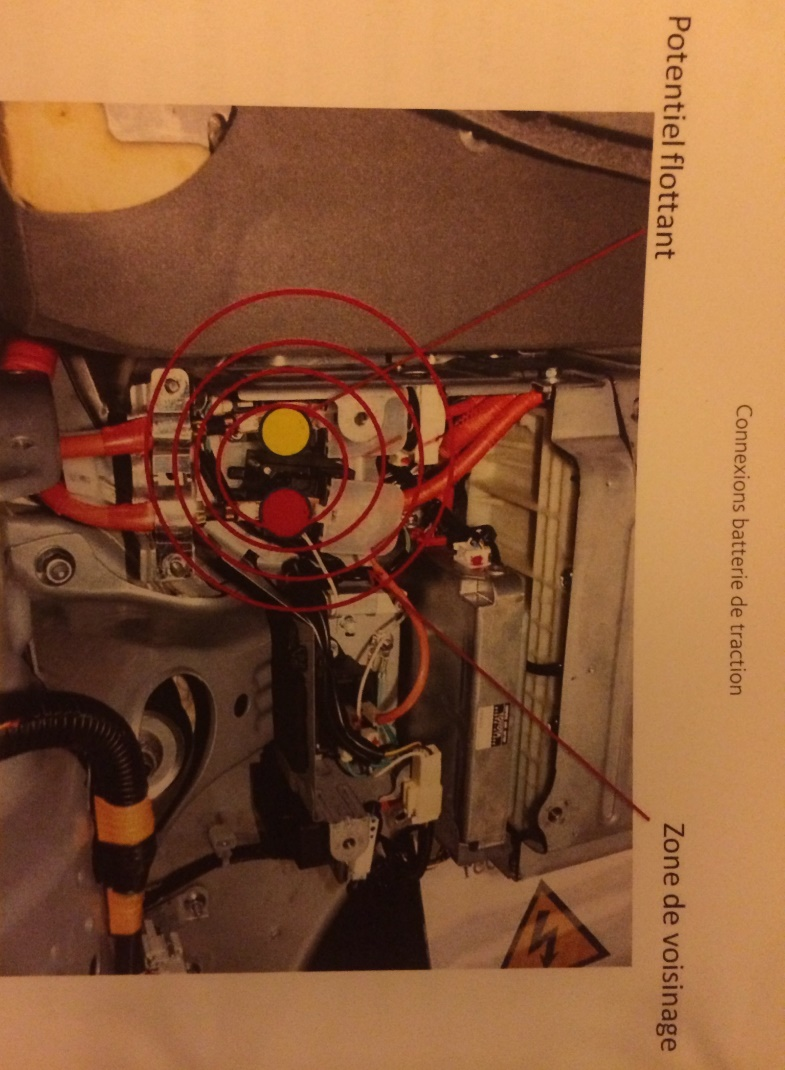 Connexions batterie de traction
Potentiel flottant
Zone de voisinage